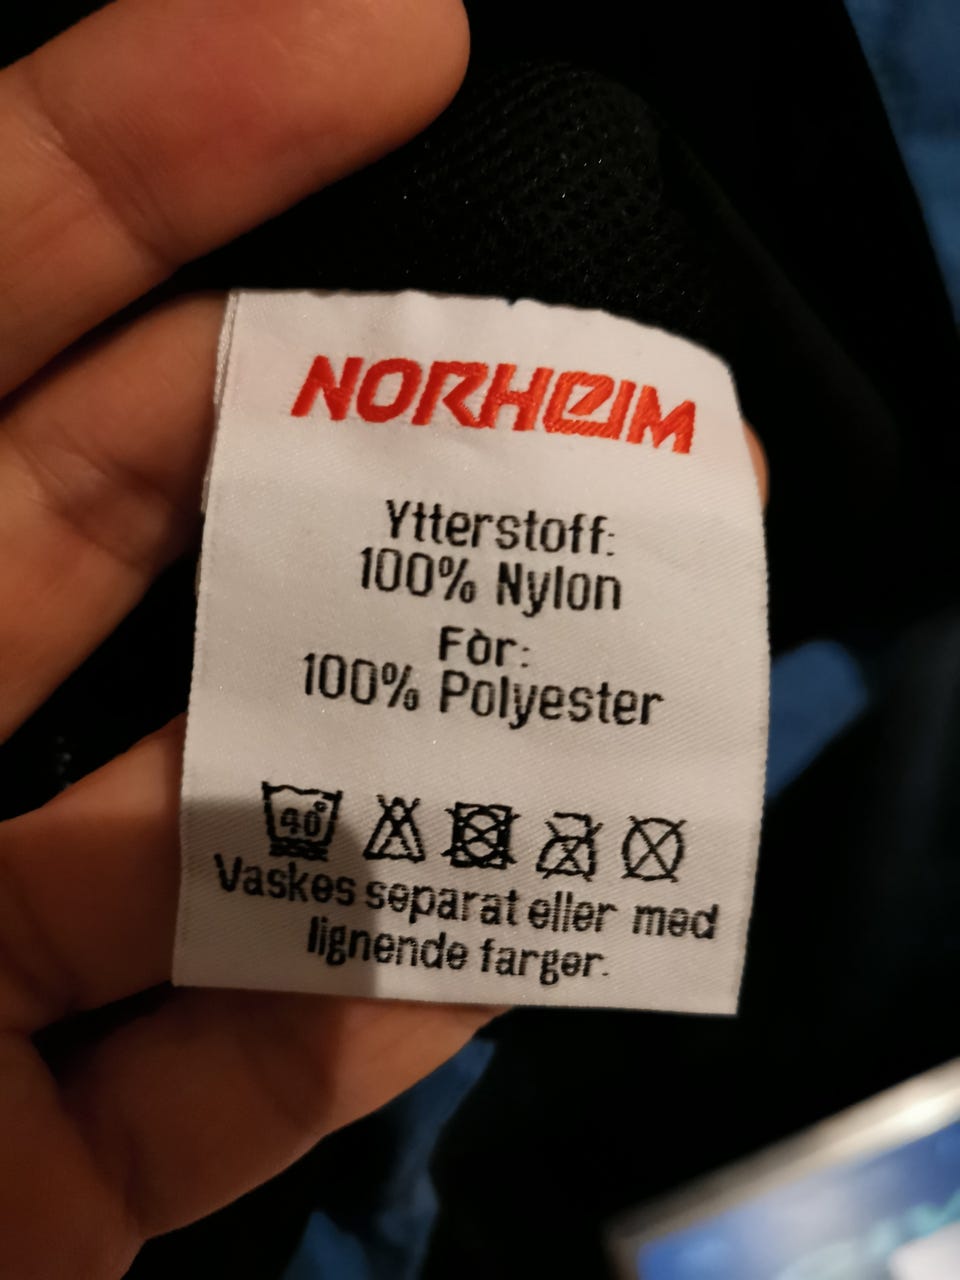 NORHEIM
Ytterstoff:
100% Nylon
Fòr:
100% Polyester
40°
Vaskes separat eller med
lignende farger.